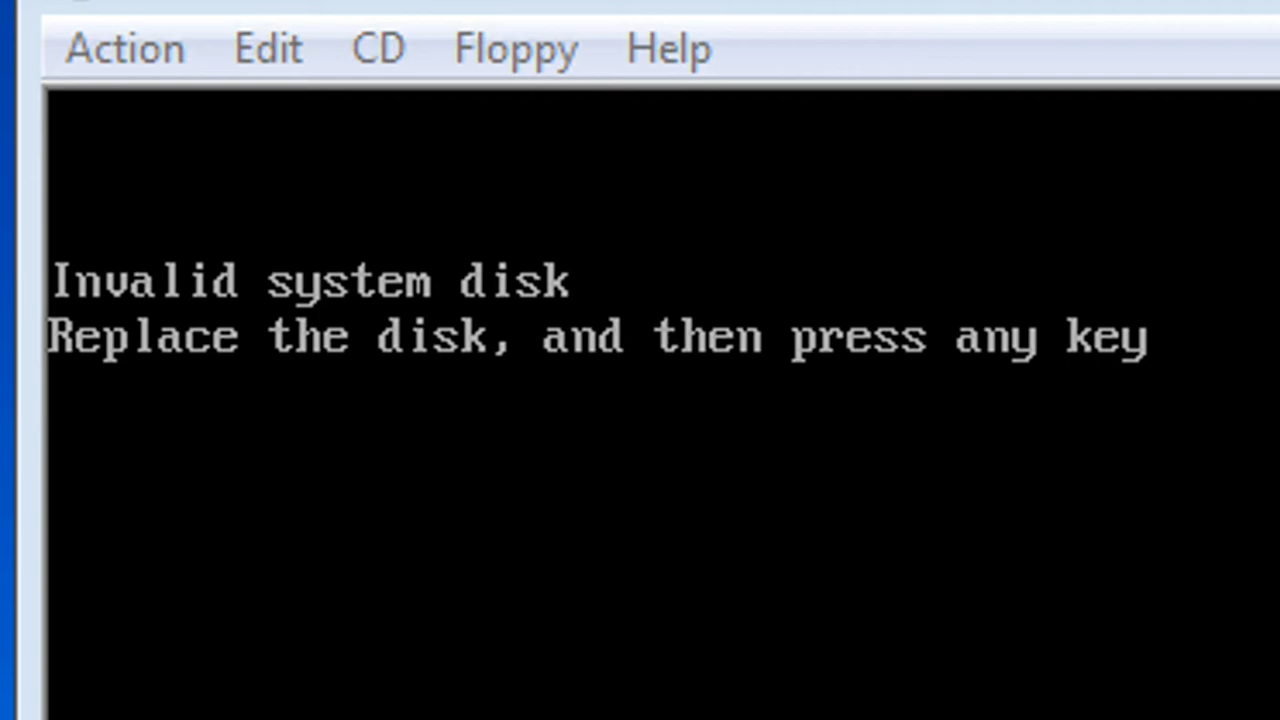 Action Edit CD Floppy Help
Invalid system disk
Replace the disk, and then press any key